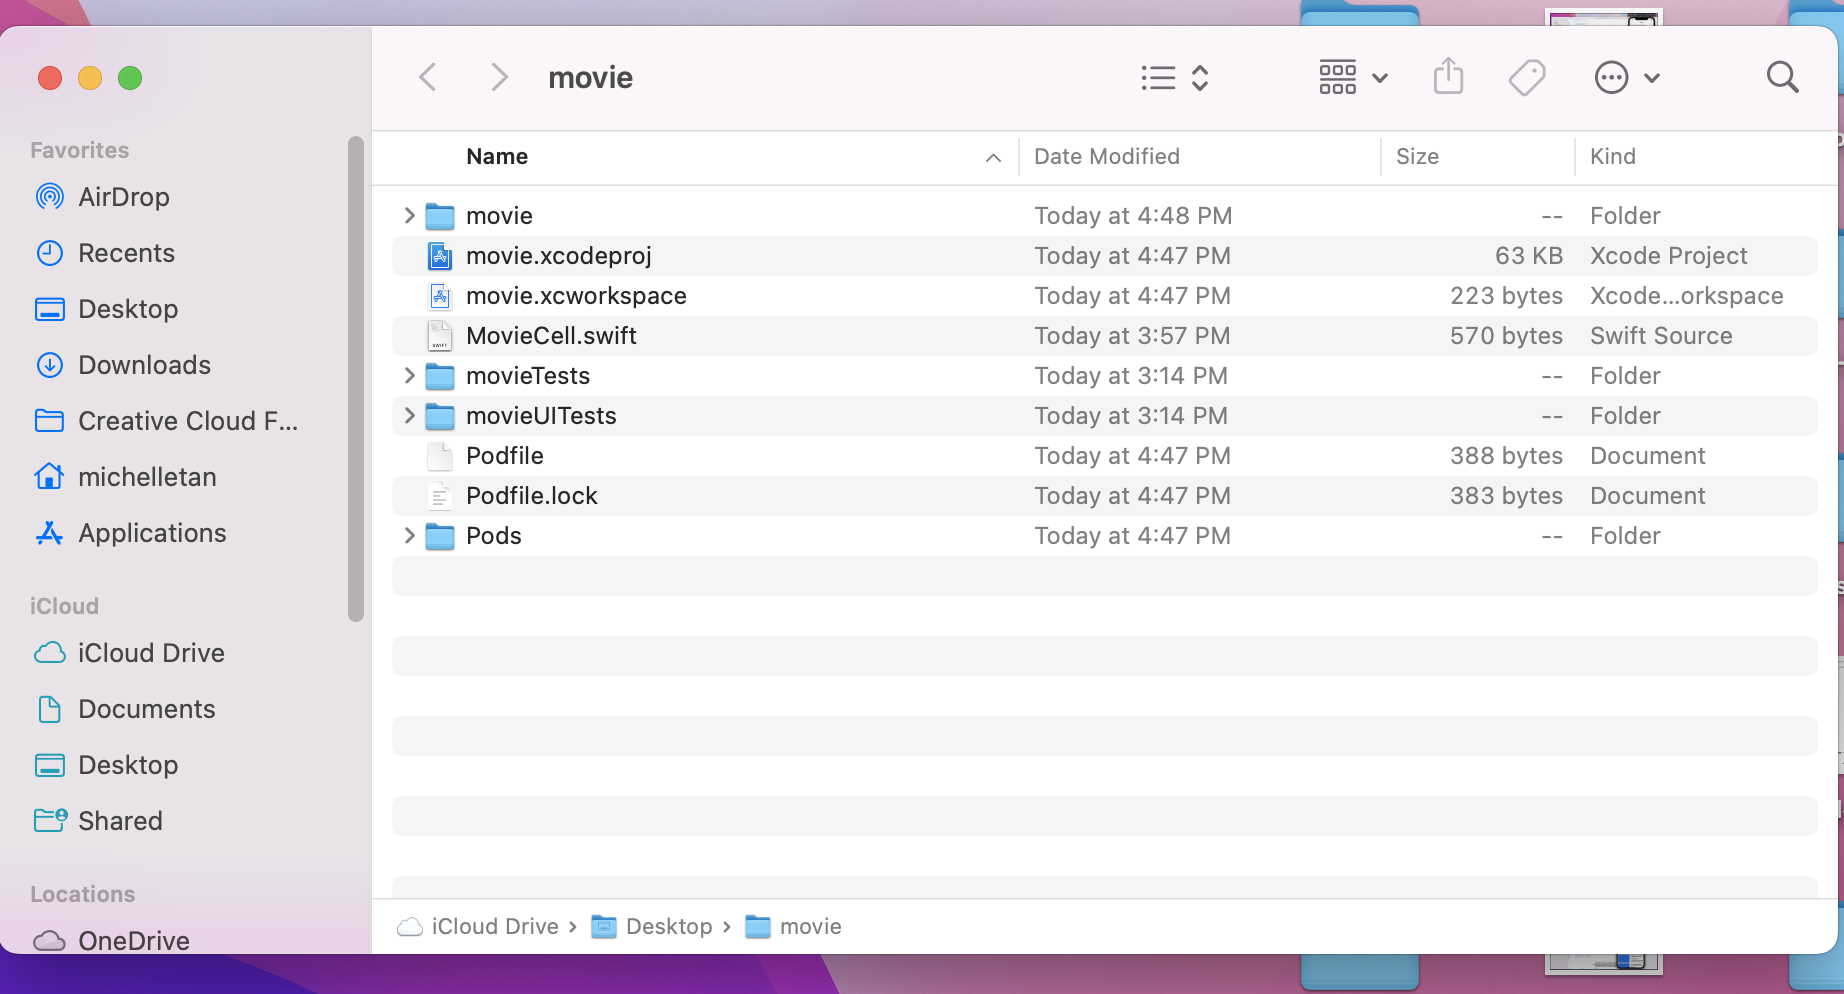 movie
Favorites
AirDrop
Recents
Desktop
Downloads
Creative Cloud F...
michelletan
Applications
iCloud
iCloud Drive
Documents
Desktop
Shared
Locations
OneDrive
Name Date Modified Size Kind
movie Today at 4:48 PM -- Folder
movie.xcodeproj Today at 4:47 PM 63 KB Xcode Project
movie.xcworkspace Today at 4:47 PM 223 bytes Xcode...orkspace
MovieCell.swift Today at 3:57 PM 570 bytes Swift Source
movieTests Today at 3:14 PM -- Folder
movieUITests Today at 3:14 PM -- Folder
Podfile Today at 4:47 PM 388 bytes Document
Podfile.lock Today at 4:47 PM 383 bytes Document
Pods Today at 4:47 PM -- Folder
iCloud Drive › Desktop › movie